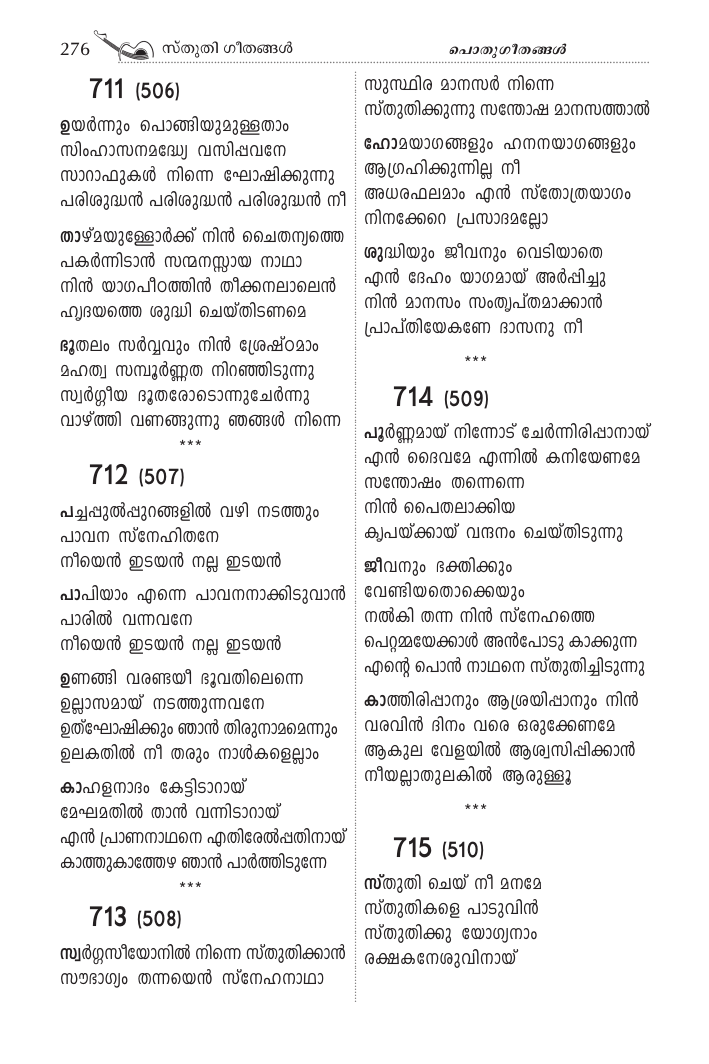 276 സ്തുതി ഗീതങ്ങൾ
പൊതുഗീതങ്ങൾ
711 (506)
ഉയർന്നും പൊങ്ങിയുമുള്ളതാം
സിംഹാസനമദ്ധ്യേ വസിപ്പവനേ
സാറാഫുകൾ നിന്നെ ഘോഷിക്കുന്നു
പരിശുദ്ധൻ പരിശുദ്ധൻ പരിശുദ്ധൻ നീ
താഴ്മയുള്ളോർക്ക് നിൻ ചൈതന്യത്തെ
പകർന്നിടാൻ സന്മനസ്സായ നാഥാ
നിൻ യാഗപീഠത്തിൻ തീക്കനലാലെൻ
ഹൃദയത്തെ ശുദ്ധി ചെയ്തിടണമെ
ഭൂതലം സർവ്വവും നിൻ ശ്രേഷ്ഠമാം
മഹത്വ സമ്പൂർണ്ണത നിറഞ്ഞിടുന്നു
സ്വർഗ്ഗീയ ദൂതരോടൊന്നുചേർന്നു
വാഴ്ത്തി വണങ്ങുന്നു ഞങ്ങൾ നിന്നെ
***
712 (507)
പച്ചപ്പുൽപ്പുറങ്ങളിൽ വഴി നടത്തും
പാവന സ്നേഹിതനേ
നീയെൻ ഇടയൻ നല്ല ഇടയൻ
പാപിയാം എന്നെ പാവനനാക്കിടുവാൻ
പാരിൽ വന്നവനേ
നീയെൻ ഇടയൻ നല്ല ഇടയൻ
ഉണങ്ങി വരണ്ടയീ ഭൂവതിലെന്നെ
ഉല്ലാസമായ് നടത്തുന്നവനേ
ഉത്ഘോഷിക്കും ഞാൻ തിരുനാമമെന്നും
ഉലകതിൽ നീ തരും നാൾകളെല്ലാം
കാഹളനാദം കേട്ടിടാറായ്
മേഘമതിൽ താൻ വന്നിടാറായ്
എൻ പ്രാണനാഥനെ എതിരേൽപ്പതിനായ്
കാത്തുകാത്തേഴ ഞാൻ പാർത്തിടുന്നേ
***
713 (508)
സ്വർഗ്ഗസീയോനിൽ നിന്നെ സ്തുതിക്കാൻ
സൗഭാഗ്യം തന്നയെൻ സ്നേഹനാഥാ
സുസ്ഥിര മാനസർ നിന്നെ
സ്തുതിക്കുന്നു സന്തോഷ മാനസത്താൽ
ഹോമയാഗങ്ങളും ഹനനയാഗങ്ങളും
ആഗ്രഹിക്കുന്നില്ല നീ
അധരഫലമാം എൻ സ്തോത്രയാഗം
നിനക്കേറെ പ്രസാദമല്ലോ
ശുദ്ധിയും ജീവനും വെടിയാതെ
എൻ ദേഹം യാഗമായ് അർപ്പിച്ചു
നിൻ മാനസം സംതൃപ്തമാക്കാൻ
പ്രാപ്തിയേകണേ ദാസനു നീ
***
714 (509)
പൂർണ്ണമായ് നിന്നോട് ചേർന്നിരിപ്പാനായ്
എൻ ദൈവമേ എന്നിൽ കനിയേണമേ
സന്തോഷം തന്നെന്നെ
നിൻ പൈതലാക്കിയ
കൃപയ്ക്കായ് വന്ദനം ചെയ്തിടുന്നു
ജീവനും ഭക്തിക്കും
വേണ്ടിയതൊക്കെയും
നൽകി തന്ന നിൻ സ്നേഹത്തെ
പെറ്റമ്മയേക്കാൾ അൻപോടു കാക്കുന്ന
എന്റെ പൊൻ നാഥനെ സ്തുതിച്ചിടുന്നു
കാത്തിരിപ്പാനും ആശ്രയിപ്പാനും നിൻ
വരവിൻ ദിനം വരെ ഒരുക്കേണമേ
ആകുല വേളയിൽ ആശ്വസിപ്പിക്കാൻ
നീയല്ലാതുലകിൽ ആരുള്ളൂ
***
715 (510)
സ്തുതി ചെയ് നീ മനമേ
സ്തുതികളെ പാടുവിൻ
സ്തുതിക്കു യോഗ്യനാം
രക്ഷകനേശുവിനായ്